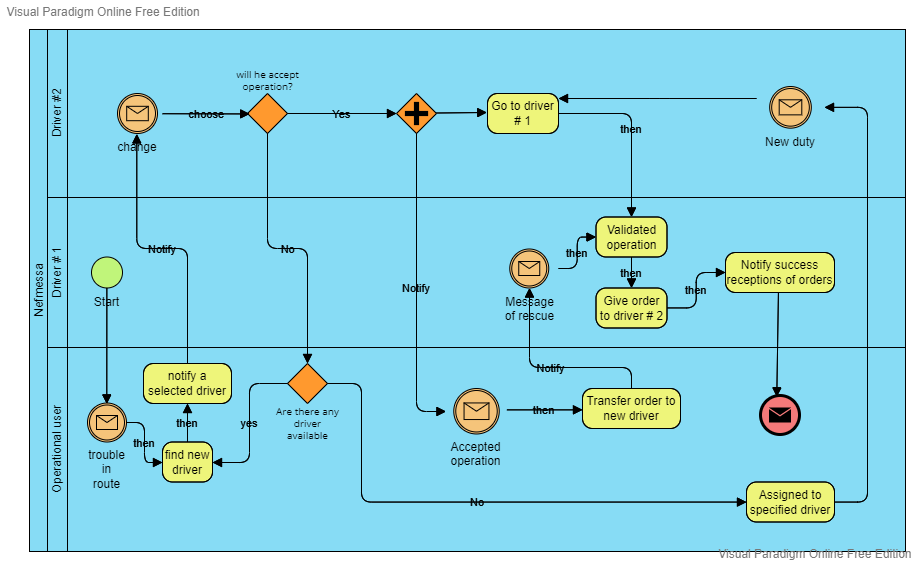 Visual Paradigm Online Free Edition
Nefmessa
Driver #2
change
choose
will he accept
operation?
Yes
Go to driver
# 1
then
New duty
Driver # 1
Start
Notify
No
Notify
Message
of rescue
then
Validated
operation
then
Give order
to driver # 2
then
Notify success
receptions of orders
Operational user
trouble
in
route
then
notify a
selected driver
then
find new
driver
yes
Are there any
driver
available
Accepted
operation
then
Notify
Transfer order to
new driver
No
Assigned to
specified driver
Visual Paradigm Online Free Edition